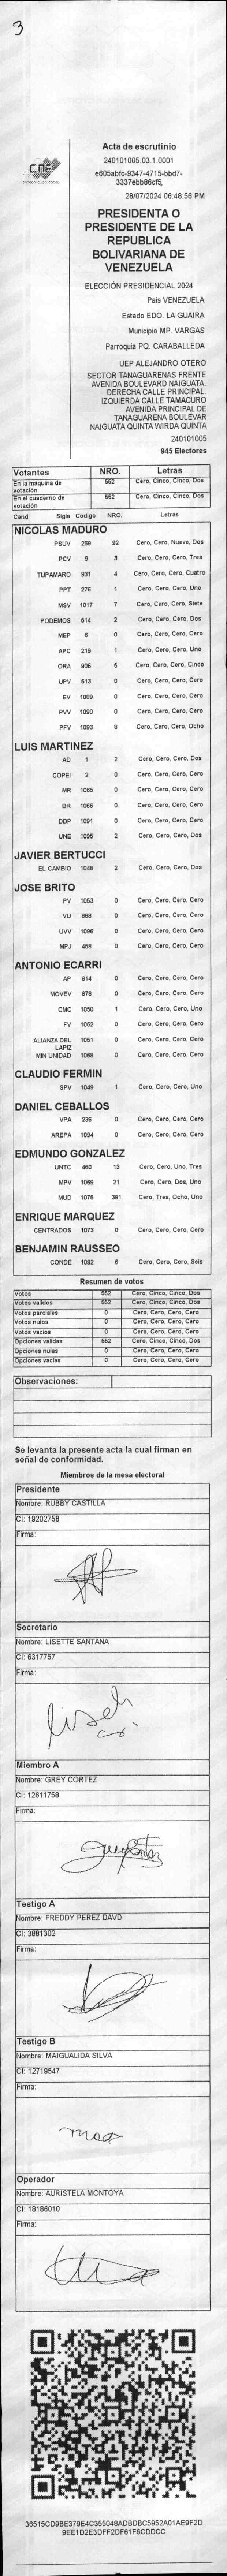 3
CNE
Acta de escrutinio
240101005.03.1.0001
e605abfo-9347-4715-bbd7-
3337ebb86cf5,
28/07/2024 06:48:56 PM
PRESIDENTA O
PRESIDENTE DE LA
REPUBLICA
BOLIVARIANA DE
VENEZUELA
ELECCIÓN PRESIDENCIAL 2024
Pais VENEZUELA
Estado EDO. LA GUAIRA
Municipio MP. VARGAS
Parroquia PQ. CARABALLEDA
UEP ALEJANDRO OTERO
SECTOR TANAGUARENAS FRENTE
AVENIDA BOULEVARD NAIGUATA.
DERECHA CALLE PRINCIPAL.
IZQUIERDA CALLE TAMACURO
AVENIDA PRINCIPAL DE
TANAGUARENA BOULEVAR
NAIGUATA QUINTA WIRDA QUINTA
240101005
945 Electores
Votantes NRO. Letras
En la máquina de votación 552 Cero, Cinco, Cinco, Dos
En el cuaderno de votación 552 Cero, Cinco, Cinco, Dos
Cand. Sigla Código NRO. Letras
NICOLAS MADURO
PSUV 269 92 Cero, Cero, Nueve, Dos
PCV 9 3 Cero, Cero, Cero, Tres
TUPAMARO 931 4 Cero, Cero, Cero, Cuatro
PPT 276 1 Cero, Cero, Cero, Uno
MSV 1017 7 Cero, Cero, Cero, Siete
PODEMOS 514 2 Cero, Cero, Cero, Dos
MEP 6 0 Cero, Cero, Cero, Cero
APC 219 1 Cero, Cero, Cero, Uno
ORA 906 5 Cero, Cero, Cero, Cinco
UPV 513 0 Cero, Cero, Cero, Cero
EV 1089 0 Cero, Cero, Cero, Cero
PVV 1090 0 Cero, Cero, Cero, Cero
PFV 1093 8 Cero, Cero, Cero, Ocho
LUIS MARTINEZ
AD 1 2 Cero, Cero, Cero, Dos
COPEI 2 0 Cero, Cero, Cero, Cero
MR 1065 0 Cero, Cero, Cero, Cero
BR 1066 0 Cero, Cero, Cero, Cero
DDP 1091 0 Cero, Cero, Cero, Cero
UNE 1095 2 Cero, Cero, Cero, Dos
JAVIER BERTUCCI
EL CAMBIO 1048 2 Cero, Cero, Cero, Dos
JOSE BRITO
PV 1053 0 Cero, Cero, Cero, Cero
VU 868 0 Cero, Cero, Cero, Cero
UVV 1096 0 Cero, Cero, Cero, Cero
MPJ 458 0 Cero, Cero, Cero, Cero
ANTONIO ECARRI
AP 814 0 Cero, Cero, Cero, Cero
MOVEV 878 0 Cero, Cero, Cero, Cero
CMC 1050 1 Cero, Cero, Cero, Uno
FV 1062 0 Cero, Cero, Cero, Cero
ALIANZA DEL LAPIZ 1051 0 Cero, Cero, Cero, Cero
MIN UNIDAD 1068 0 Cero, Cero, Cero, Cero
CLAUDIO FERMIN
SPV 1049 1 Cero, Cero, Cero, Uno
DANIEL CEBALLOS
VPA 236 0 Cero, Cero, Cero, Cero
AREPA 1094 0 Cero, Cero, Cero, Cero
EDMUNDO GONZALEZ
UNTC 460 13 Cero, Cero, Uno, Tres
MPV 1069 21 Cero, Cero, Dos, Uno
MUD 1075 381 Cero, Tres, Ocho, Uno
ENRIQUE MARQUEZ
CENTRADOS 1073 0 Cero, Cero, Cero, Cero
BENJAMIN RAUSSEO
CONDE 1092 6 Cero, Cero, Cero, Seis
Resumen de votos
Votos 552 Cero, Cinco, Cinco, Dos
Votos validos 552 Cero, Cinco, Cinco, Dos
Votos parciales 0 Cero, Cero, Cero, Cero
Votos nulos 0 Cero, Cero, Cero, Cero
Votos vacios 0 Cero, Cero, Cero, Cero
Opciones validas 552 Cero, Cinco, Cinco, Dos
Opciones nulas 0 Cero, Cero, Cero, Cero
Opciones vacias 0 Cero, Cero, Cero, Cero
Observaciones:
Se levanta la presente acta la cual firman en
señal de conformidad.
Miembros de la mesa electoral
Presidente
Nombre: RUBBY CASTILLA
CI: 19202758
Firma:
Secretario
Nombre: LISETTE SANTANA
CI: 6317757
Firma:
Miembro A
Nombre: GREY CORTEZ
CI: 12611758
Firma:
Testigo A
Nombre: FREDDY PEREZ DAVD
CI: 3881302
Firma:
Testigo B
Nombre: MAIGUALIDA SILVA
CI: 12719547
Firma:
Operador
Nombre: AURISTELA MONTOYA
CI: 18186010
Firma:
36515CD9BE379E4C355048ADBDBC5952A01AE9F2D
9EE1D2E3DFF2DF61F6CDDCC